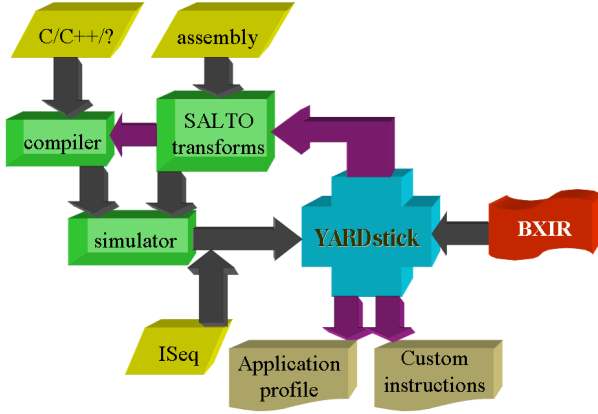 C/C++/?
assembly
compiler
SALTO
transforms
simulator
YARDstick
BXIR
ISeq
Application
profile
Custom
instructions